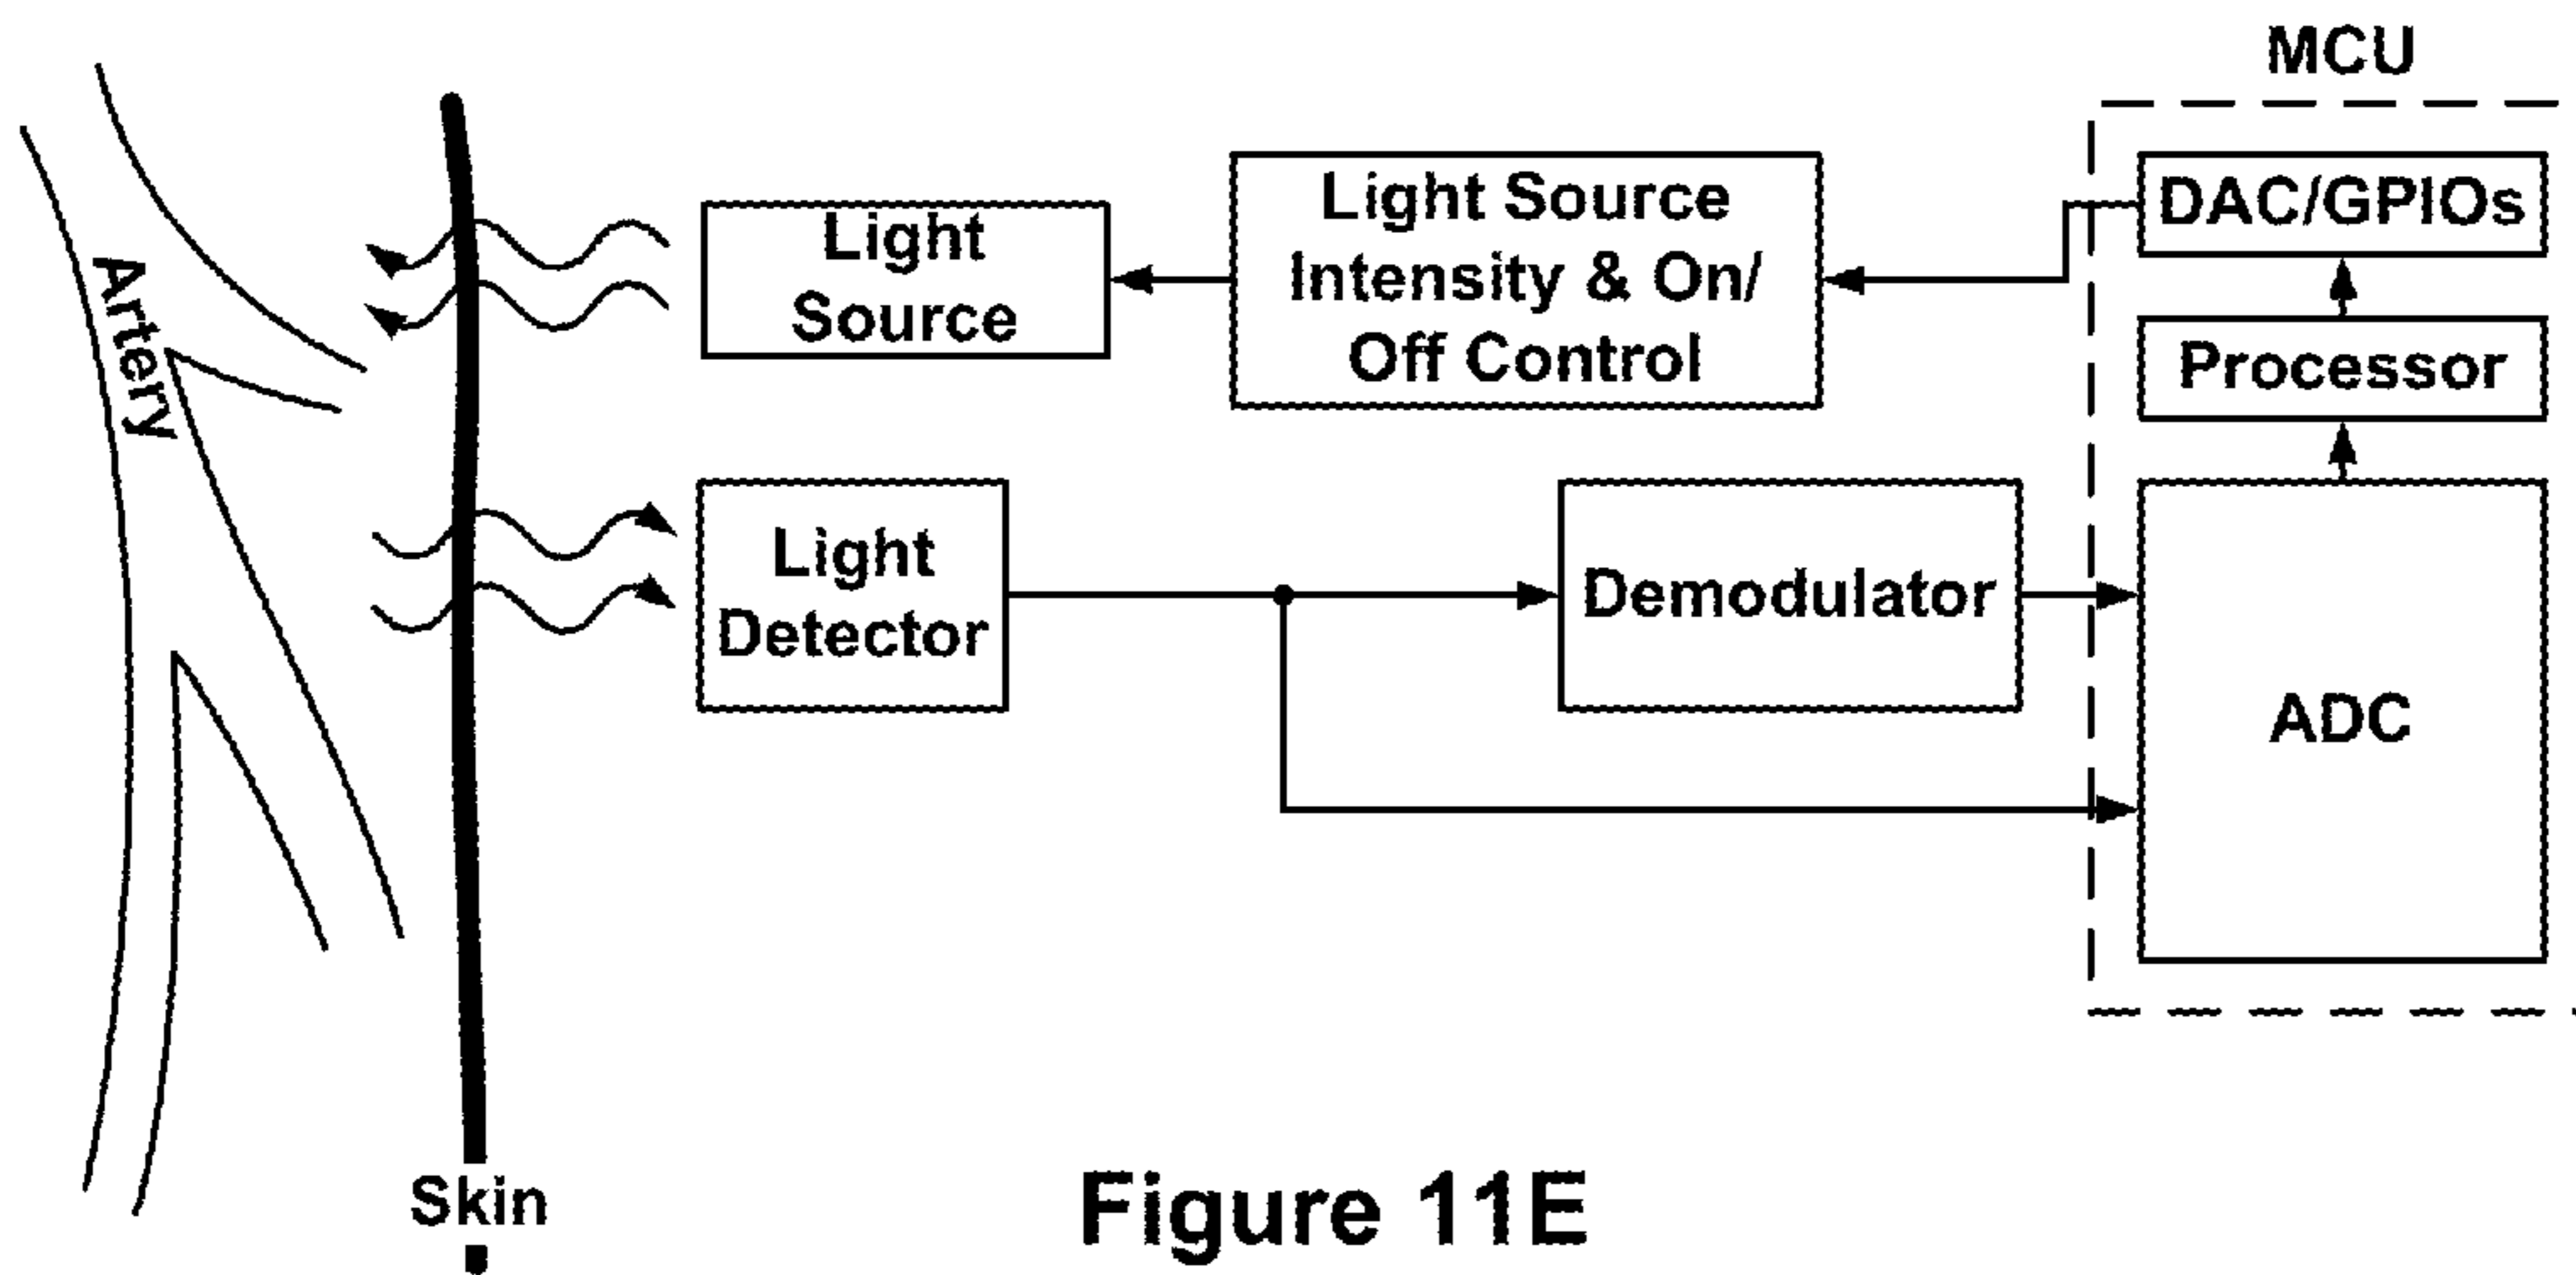 MCU
Artery
Light
Source
Light Source
Intensity & On/
Off Control
DAC/GPIOs
Processor
Light
Detector
Demodulator
ADC
Skin
Figure 11E